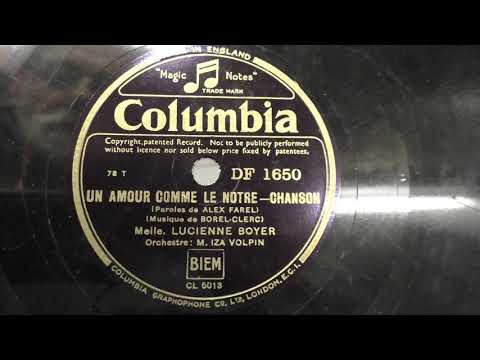 IN ENGLAND
"Magic Notes"
TRADE MARK
Columbia
Copyright, patented Record. Not to be publicly performed
without licence nor sold below price fixed by patentees.
78 T DF 1650
UN AMOUR COMME LE NOTRE—CHANSON
(Paroles de ALEX FAREL)
(Musique de BOREL-CLERC)
Melle. LUCIENNE BOYER
Orchestre: M. IZA VOLPIN
BIEM
CL 5013
COLUMBIA GRAPHOPHONE CO, LTD, LONDON, E.C.1.